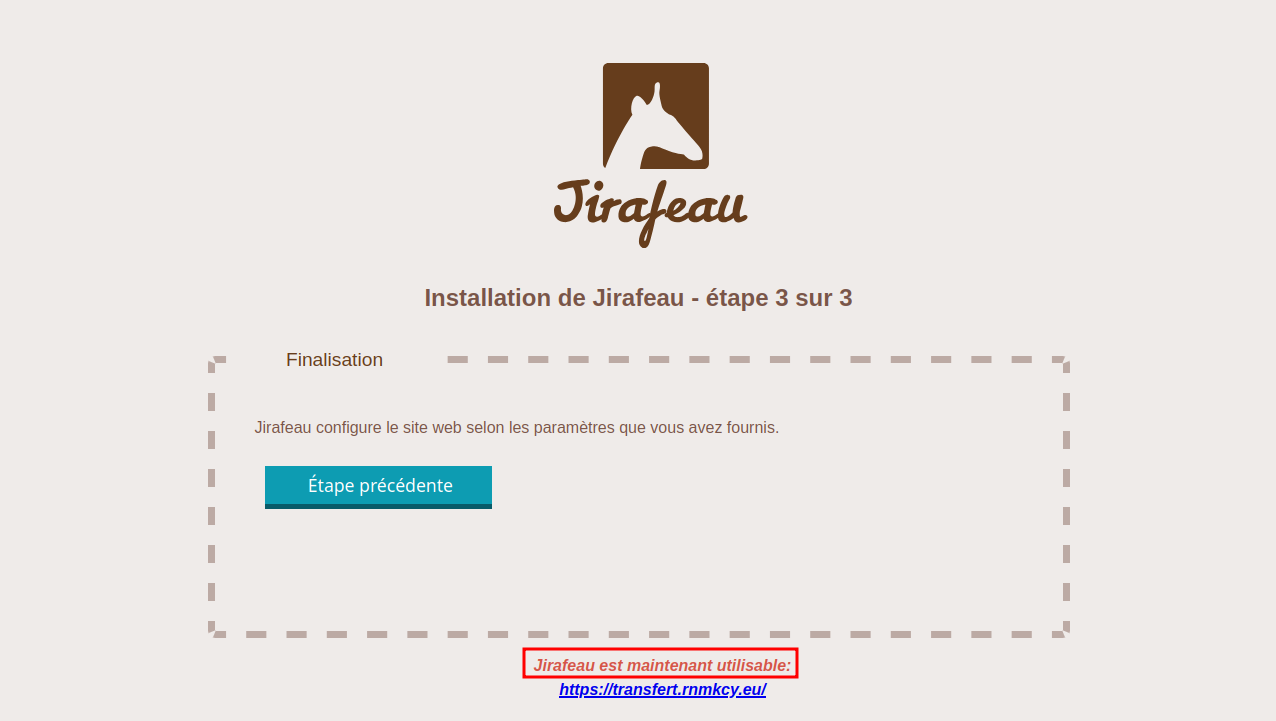 Jirafeau
Installation de Jirafeau - étape 3 sur 3
Finalisation
Jirafeau configure le site web selon les paramètres que vous avez fournis.
Étape précédente
Jirafeau est maintenant utilisable:
https://transfert.rnmkcy.eu/